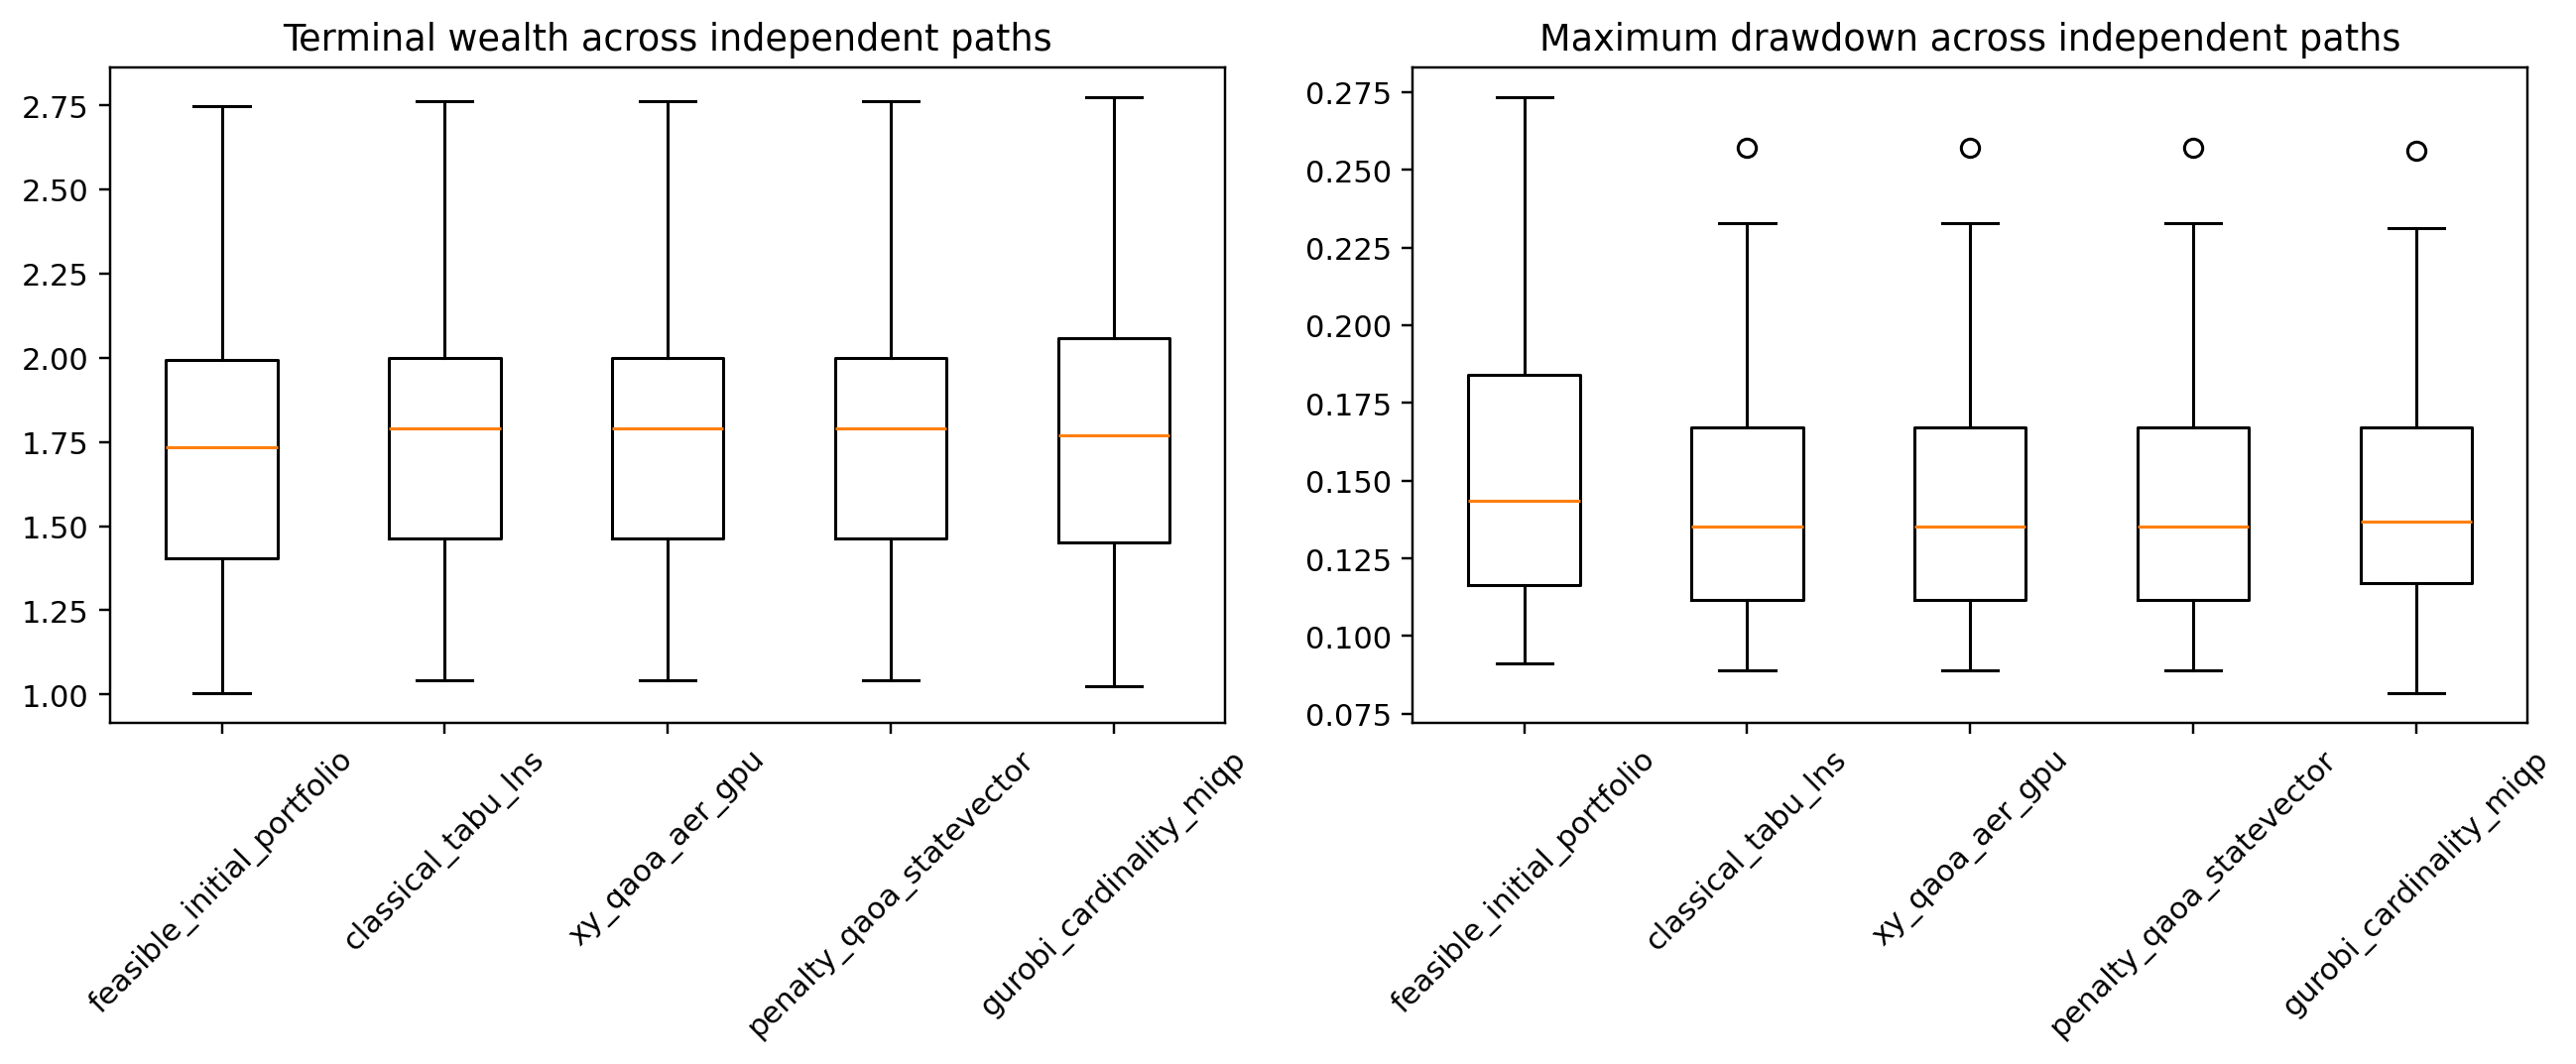 Terminal wealth across independent paths
2.75
2.50
2.25
2.00
1.75
1.50
1.25
1.00
feasible_initial_portfolio
classical_tabu_lns
xy_qaoa_aer_gpu
penalty_qaoa_statevector
gurobi_cardinality_miqp
Maximum drawdown across independent paths
0.275
0.250
0.225
0.200
0.175
0.150
0.125
0.100
0.075
feasible_initial_portfolio
classical_tabu_lns
xy_qaoa_aer_gpu
penalty_qaoa_statevector
gurobi_cardinality_miqp